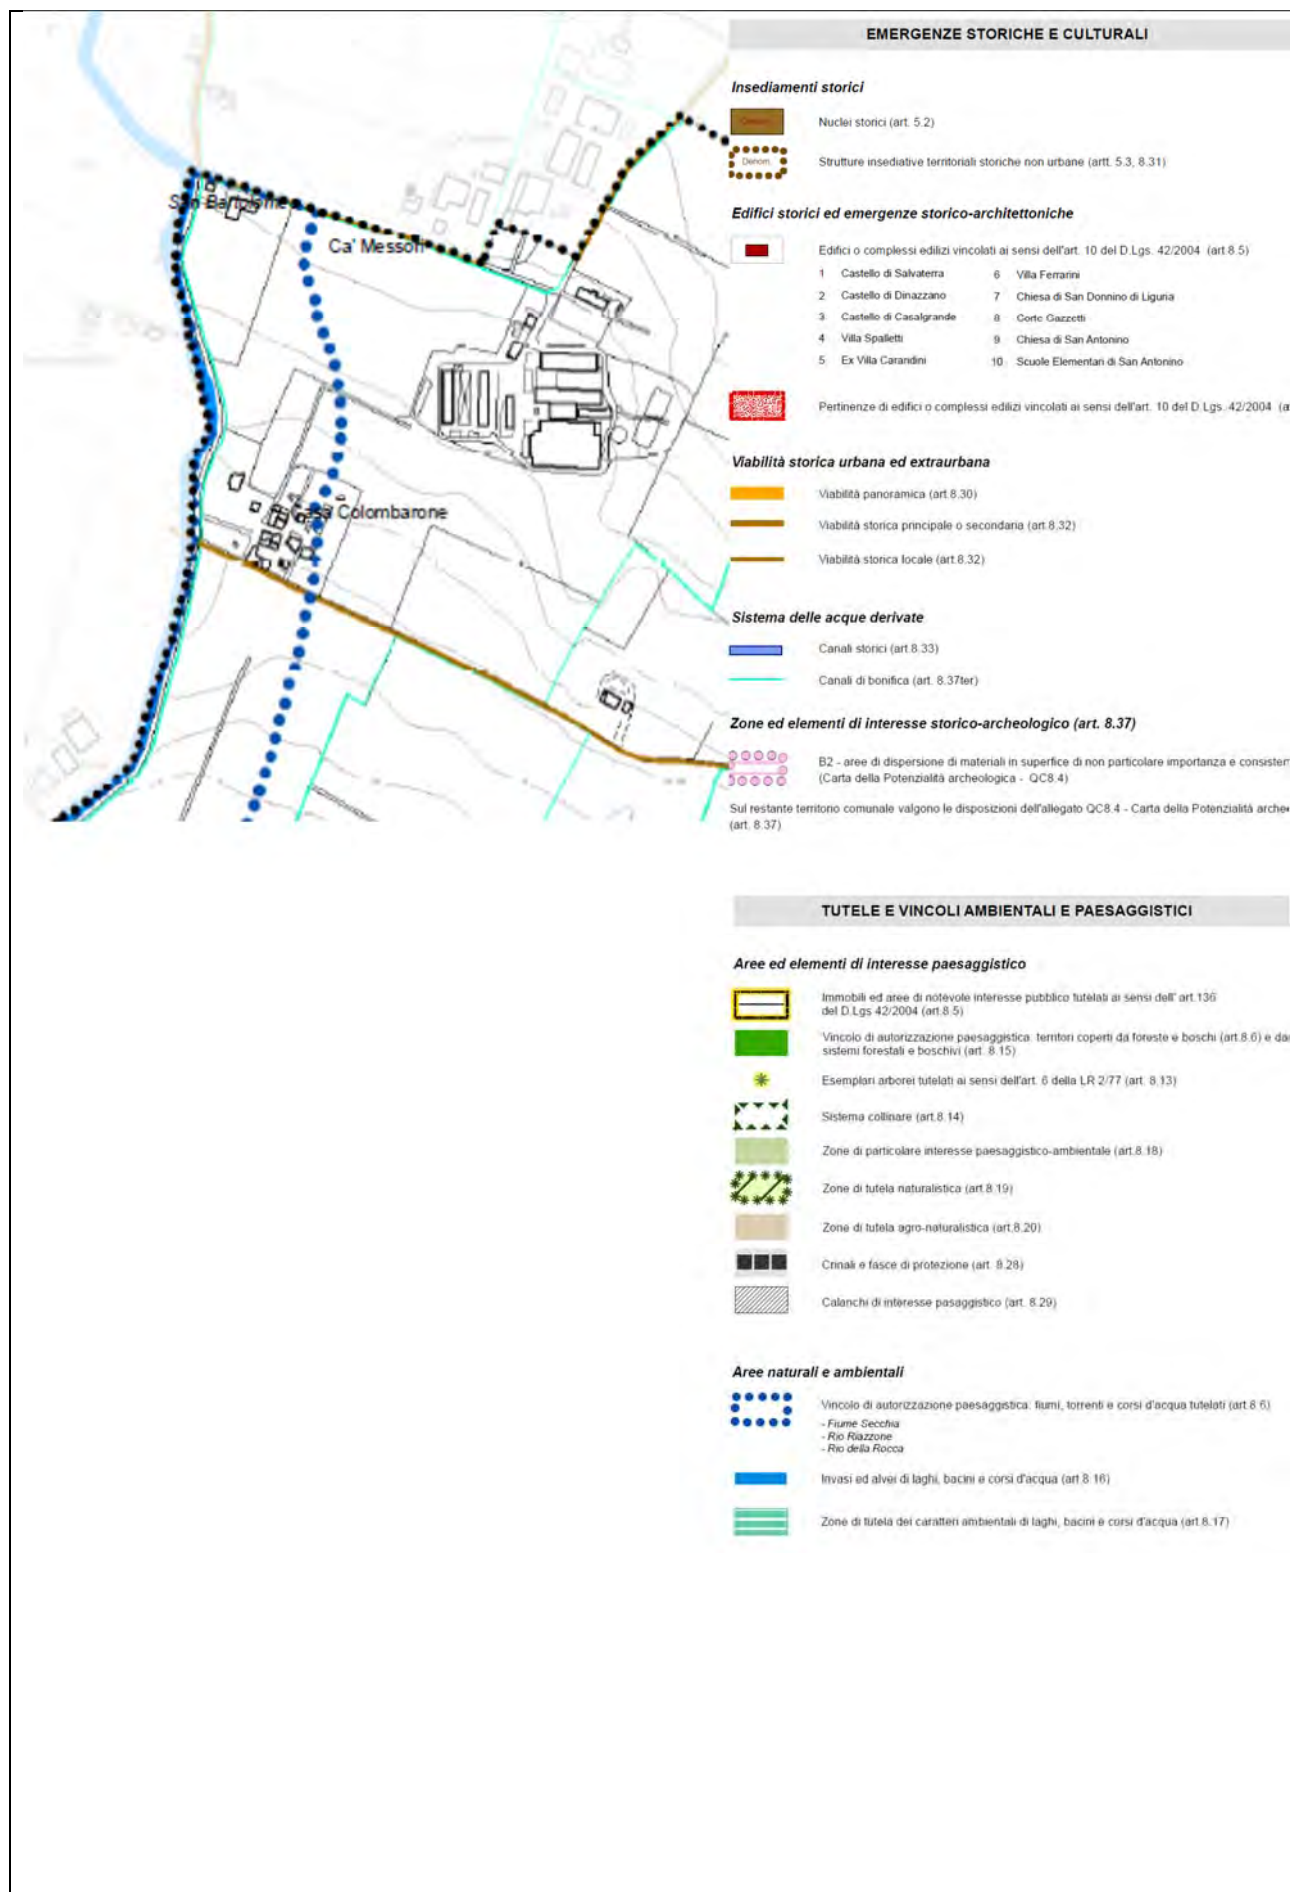 San Bartolome
Ca' Messori
Casa Colombarone
EMERGENZE STORICHE E CULTURALI
Insediamenti storici
Nuclei storici (art. 5.2)
Denom.
Strutture insediative territoriali storiche non urbane (artt. 5.3, 8.31)
Edifici storici ed emergenze storico-architettoniche
Edifici o complessi edilizi vincolati ai sensi dell'art. 10 del D.Lgs. 42/2004 (art.8.5)
1 Castello di Salvaterra
2 Castello di Dinazzano
3 Castello di Casalgrande
4 Villa Spalletti
5 Ex Villa Carandini
6 Villa Ferrarini
7 Chiesa di San Donnino di Liguria
8 Corte Gazzotti
9 Chiesa di San Antonino
10 Scuole Elementari di San Antonino
Pertinenze di edifici o complessi edilizi vincolati ai sensi dell'art. 10 del D.Lgs. 42/2004 (a
Viabilità storica urbana ed extraurbana
Viabilità panoramica (art.8.30)
Viabilità storica principale o secondaria (art.8.32)
Viabilità storica locale (art.8.32)
Sistema delle acque derivate
Canali storici (art.8.33)
Canali di bonifica (art. 8.37ter)
Zone ed elementi di interesse storico-archeologico (art. 8.37)
B2 - aree di dispersione di materiali in superfice di non particolare importanza e consisten
(Carta della Potenzialità archeologica - QC8.4)
Sul restante territorio comunale valgono le disposizioni dell'allegato QC8.4 - Carta della Potenzialità arche
(art. 8.37)
TUTELE E VINCOLI AMBIENTALI E PAESAGGISTICI
Aree ed elementi di interesse paesaggistico
Immobili ed aree di notevole interesse pubblico tutelati ai sensi dell' art.136
del D.Lgs 42/2004 (art.8.5)
Vincolo di autorizzazione paesaggistica: territori coperti da foreste e boschi (art.8.6) e da
sistemi forestali e boschivi (art. 8.15)
Esemplari arborei tutelati ai sensi dell'art. 6 della LR 2/77 (art. 8.13)
Sistema collinare (art.8.14)
Zone di particolare interesse paesaggistico-ambientale (art.8.18)
Zone di tutela naturalistica (art.8.19)
Zone di tutela agro-naturalistica (art.8.20)
Crinali e fasce di protezione (art. 8.28)
Calanchi di interesse pasaggistico (art. 8.29)
Aree naturali e ambientali
Vincolo di autorizzazione paesaggistica: fiumi, torrenti e corsi d'acqua tutelati (art.8.6)
- Fiume Secchia
- Rio Riazzone
- Rio della Rocca
Invasi ed alvei di laghi, bacini e corsi d'acqua (art.8.16)
Zone di tutela dei caratteri ambientali di laghi, bacini e corsi d'acqua (art.8.17)